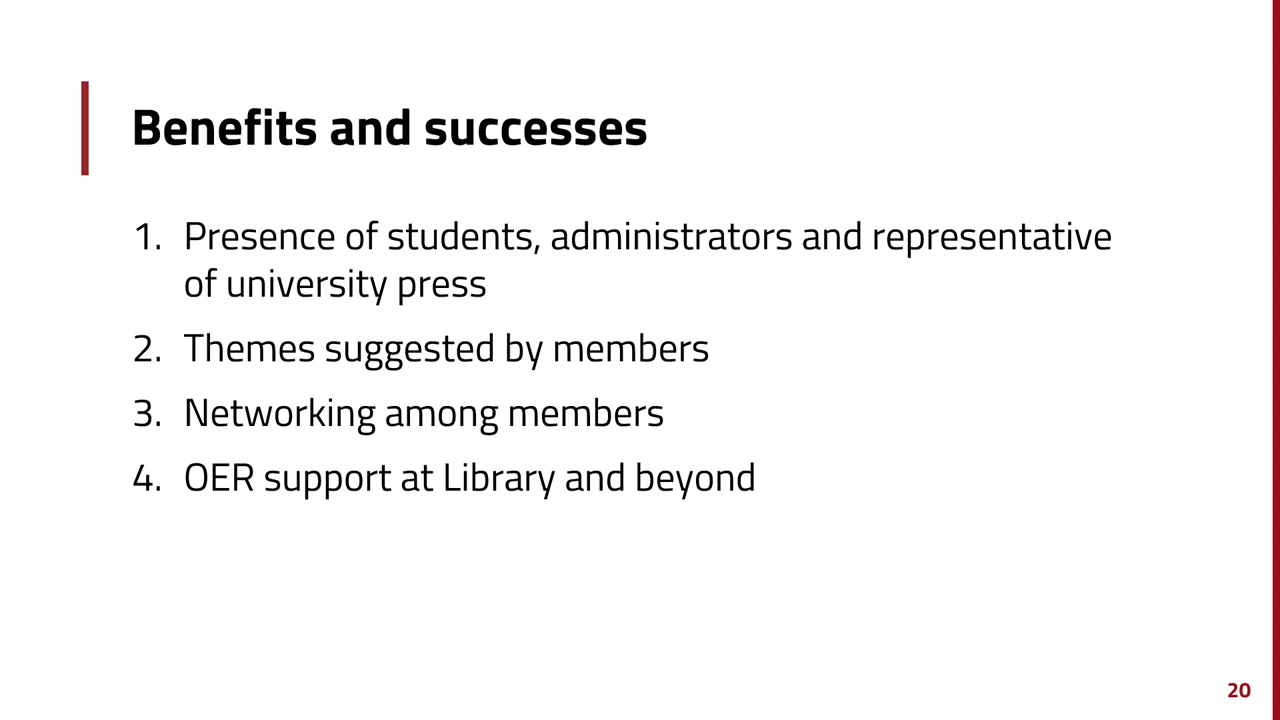 Benefits and successes
1. Presence of students, administrators and representative
of university press
2. Themes suggested by members
3. Networking among members
4. OER support at Library and beyond
20